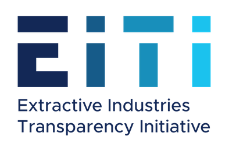 EITI
Extractive Industries
Transparency Initiative